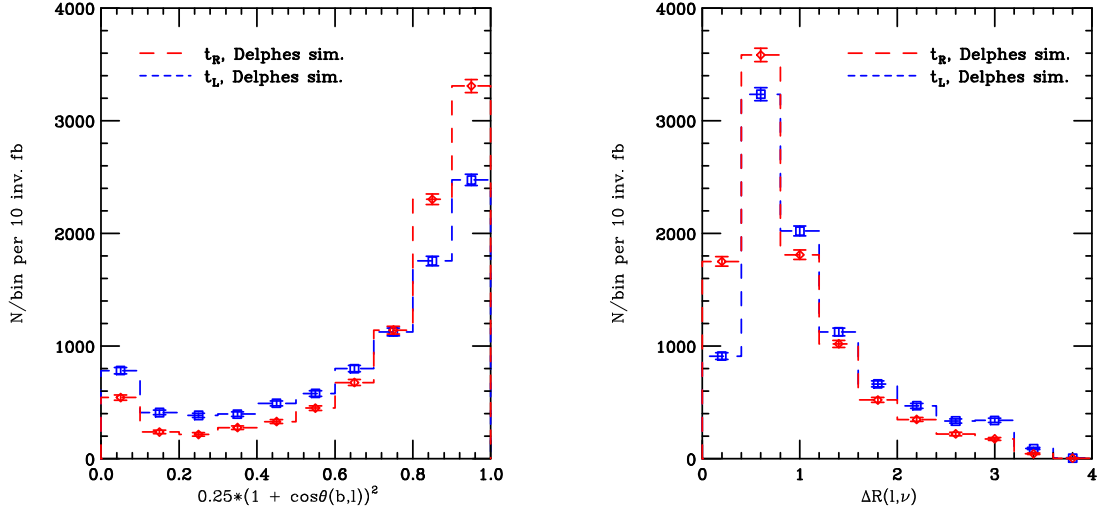 4000
3000
2000
1000
0
N/bin per 10 inv. fb
t_R, Delphes sim.
t_L, Delphes sim.
0.0 0.2 0.4 0.6 0.8 1.0
0.25*(1 + cosθ(b,l))²
4000
3000
2000
1000
0
N/bin per 10 inv. fb
t_R, Delphes sim.
t_L, Delphes sim.
0 1 2 3 4
ΔR(l,ν)